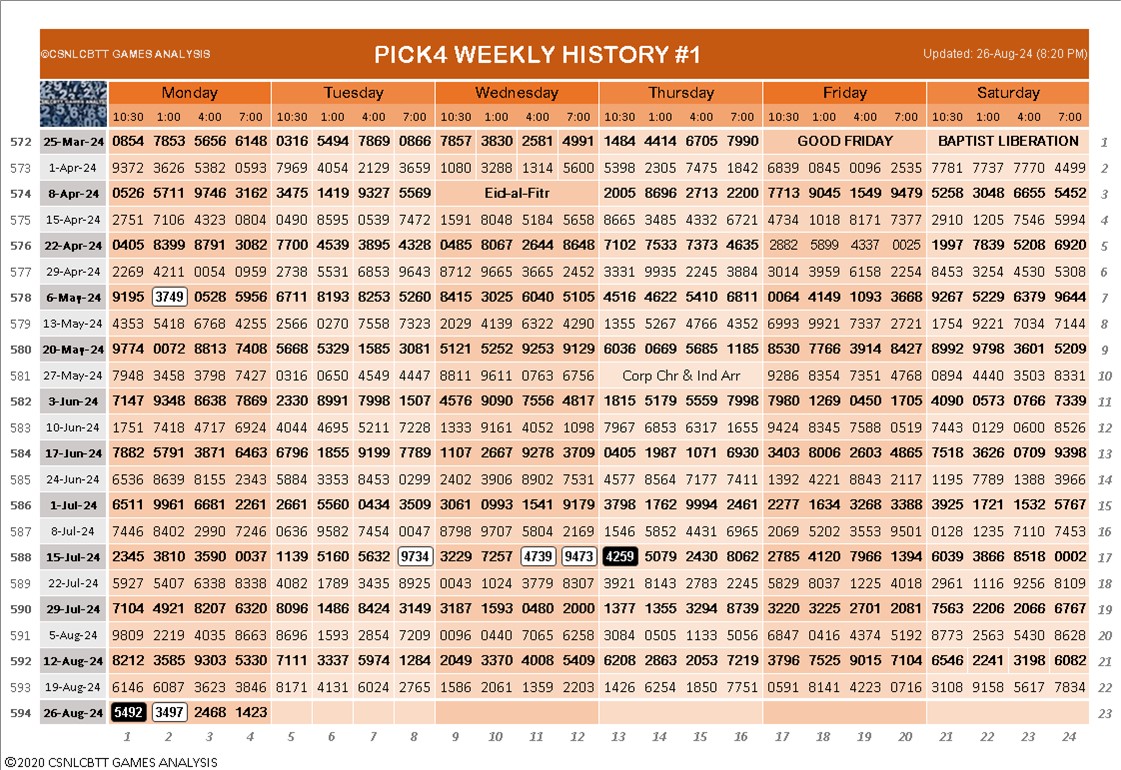 ©CSNLCBTT GAMES ANALYSIS PICK4 WEEKLY HISTORY #1 Updated: 26-Aug-24 (8:20 PM)
Monday Tuesday Wednesday Thursday Friday Saturday
10:30 1:00 4:00 7:00 10:30 1:00 4:00 7:00 10:30 1:00 4:00 7:00 10:30 1:00 4:00 7:00 10:30 1:00 4:00 7:00 10:30 1:00 4:00 7:00
572 25-Mar-24 0854 7853 5656 6148 0316 5494 7869 0866 7857 3830 2581 4991 1484 4414 6705 7990 GOOD FRIDAY BAPTIST LIBERATION 1
573 1-Apr-24 9372 3626 5382 0593 7969 4054 2129 3659 1080 3288 1314 5600 5398 2305 7475 1842 6839 0845 0096 2535 7781 7737 7770 4499 2
574 8-Apr-24 0526 5711 9746 3162 3475 1419 9327 5569 Eid-al-Fitr 2005 8696 2713 2200 7713 9045 1549 9479 5258 3048 6655 5452 3
575 15-Apr-24 2751 7106 4323 0804 0490 8595 0539 7472 1591 8048 5184 5658 8665 3485 4332 6721 4734 1018 8171 7377 2910 1205 7546 5994 4
576 22-Apr-24 0405 8399 8791 3082 7700 4539 3895 4328 0485 8067 2644 8648 7102 7533 7373 4635 2882 5899 4337 0025 1997 7839 5208 6920 5
577 29-Apr-24 2269 4211 0054 0959 2738 5531 6853 9643 8712 9665 3665 2452 3331 9935 2245 3884 3014 3959 6158 2254 8453 3254 4530 5308 6
578 6-May-24 9195 3749 0528 5956 6711 8193 8253 5260 8415 3025 6040 5105 4516 4622 5410 6811 0064 4149 1093 3668 9267 5229 6379 9644 7
579 13-May-24 4353 5418 6768 4255 2566 0270 7558 7323 2029 4139 6322 4290 1355 5267 4766 4352 6993 9921 7337 2721 1754 9221 7034 7144 8
580 20-May-24 9774 0072 8813 7408 5668 5329 1585 3081 5121 5252 9253 9129 6036 0669 5685 1185 8530 7766 3914 8427 8992 9798 3601 5209 9
581 27-May-24 7948 3458 3798 7427 0316 0650 4549 4447 8811 9611 0763 6756 Corp Chr & Ind Arr 9286 8354 7351 4768 0894 4440 3503 8331 10
582 3-Jun-24 7147 9348 8638 7869 2330 8991 7998 1507 4576 9090 7556 4817 1815 5179 5559 7998 7980 1269 0450 1705 4090 0573 0766 7339 11
583 10-Jun-24 1751 7418 4717 6924 4044 4695 5211 7228 1333 9161 4052 1098 7967 6853 6317 1655 9424 8345 7588 0519 7443 0129 0600 8526 12
584 17-Jun-24 7882 5791 3871 6463 6796 1855 9199 7789 1107 2667 9278 3709 0405 1987 1071 6930 3403 8006 2603 4865 7518 3626 0709 9398 13
585 24-Jun-24 6536 8639 8155 2343 5884 3353 8453 0299 2402 3906 8902 7531 4577 8564 7177 7411 1392 4221 8843 2117 1195 7789 1388 3966 14
586 1-Jul-24 6511 9961 6681 2261 2661 5560 0434 3509 3061 0993 1541 9179 3798 1762 9994 2461 2277 1634 3268 3388 3925 1721 1532 5767 15
587 8-Jul-24 7446 8402 2990 7246 0636 9582 7454 0047 8798 9707 5804 2169 1546 5852 4431 6965 2069 5202 3553 9501 0128 1235 7110 7453 16
588 15-Jul-24 2345 3810 3590 0037 1139 5160 5632 9734 3229 7257 4739 9473 4259 5079 2430 8062 2785 4120 7966 1394 6039 3866 8518 0002 17
589 22-Jul-24 5927 5407 6338 8338 4082 1789 3435 8925 0043 1024 3779 8307 3921 8143 2783 2245 5829 8037 1225 4018 2961 1116 9256 8109 18
590 29-Jul-24 7104 4921 8207 6320 8096 1486 8424 3149 3187 1593 0480 2000 1377 1355 3294 8739 3220 3225 2701 2081 7563 2206 2066 6767 19
591 5-Aug-24 9809 2219 4035 8663 8696 1593 2854 7209 0096 0440 7065 6258 3084 0505 1133 5056 6847 0416 4374 5192 8773 2563 5430 8628 20
592 12-Aug-24 8212 3585 9303 5330 7111 3337 5974 1284 2049 3370 4008 5409 6208 2863 2053 7219 3796 7525 9015 7104 6546 2241 3198 6082 21
593 19-Aug-24 6146 6087 3623 3846 8171 4131 6024 2765 1586 2061 1359 2203 1426 6254 1850 7751 0591 8141 4223 0716 3108 9158 5617 7834 22
594 26-Aug-24 5492 3497 2468 1423 23
1 2 3 4 5 6 7 8 9 10 11 12 13 14 15 16 17 18 19 20 21 22 23 24
©2020 CSNLCBTT GAMES ANALYSIS